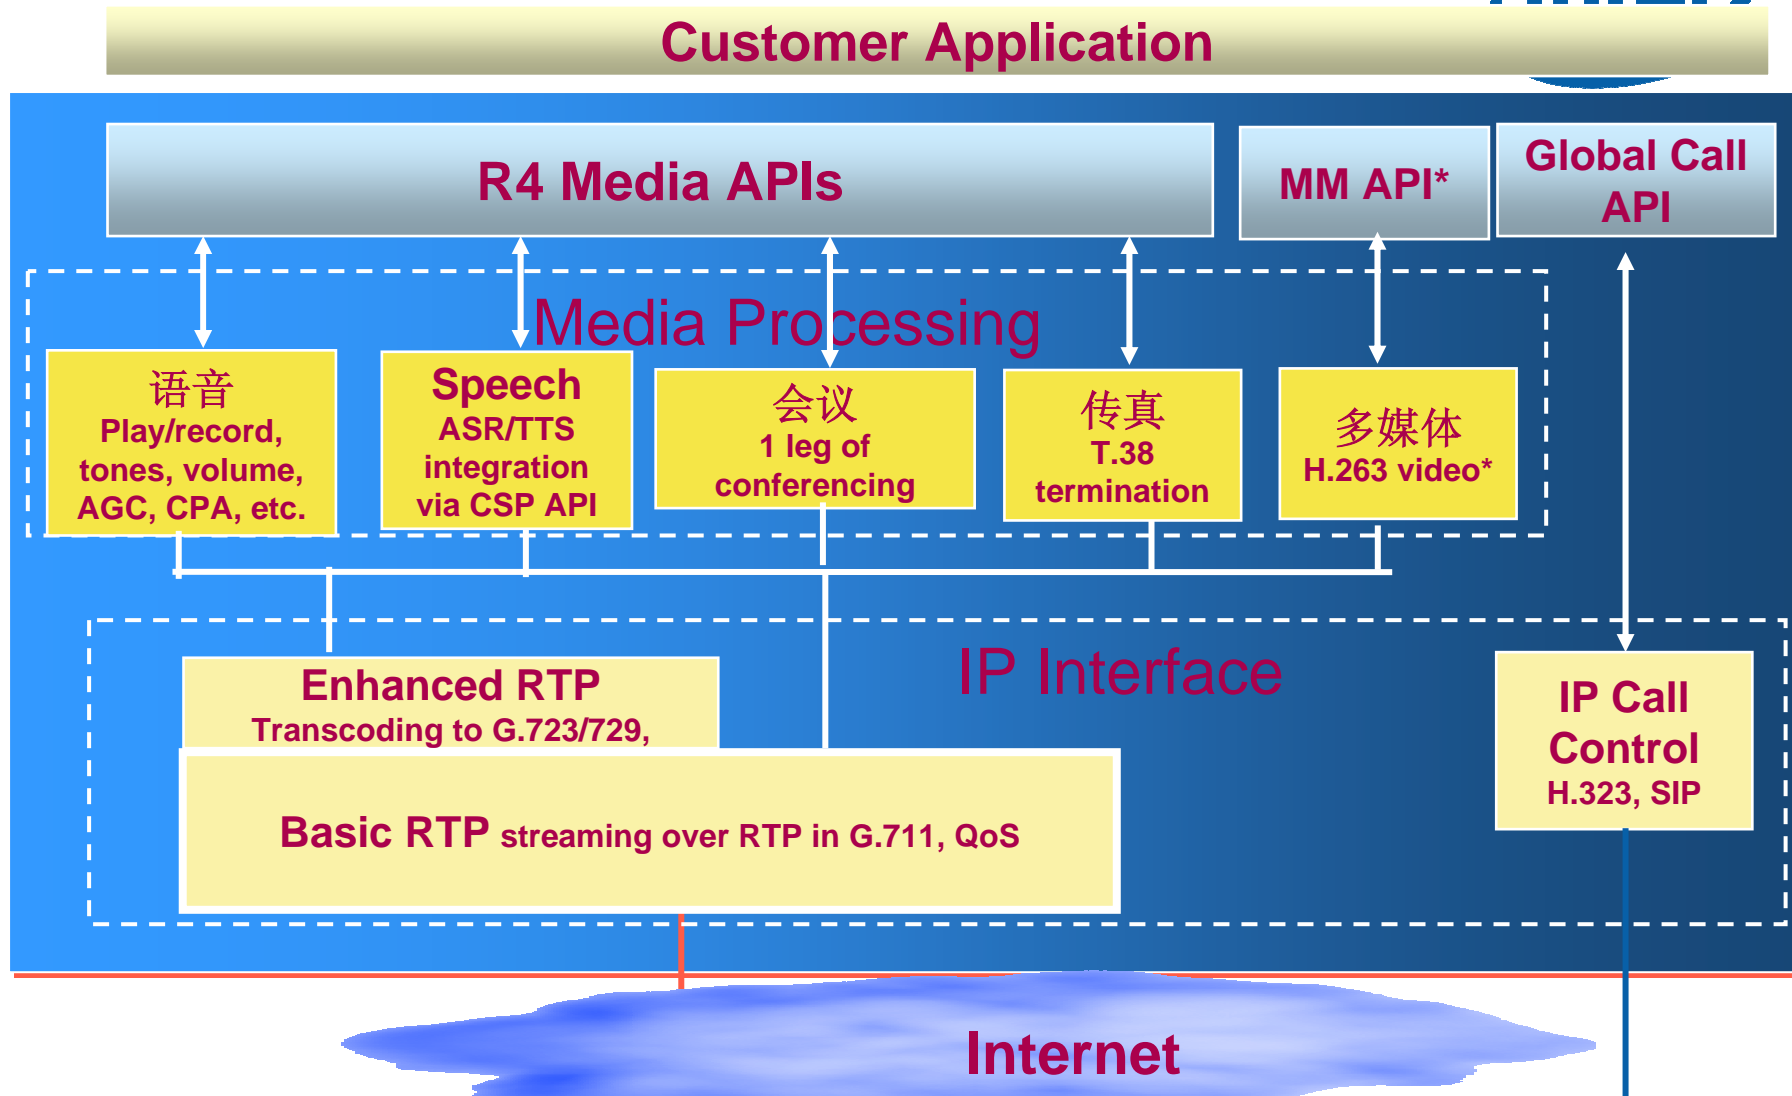 Customer Application
R4 Media APIs
MM API*
Global Call
API
Media Processing
语音
Play/record,
tones, volume,
AGC, CPA, etc.
Speech
ASR/TTS
integration
via CSP API
会议
1 leg of
conferencing
传真
T.38
termination
多媒体
H.263 video*
IP Interface
Enhanced RTP
Transcoding to G.723/729,
Basic RTP streaming over RTP in G.711, QoS
IP Call
Control
H.323, SIP
Internet